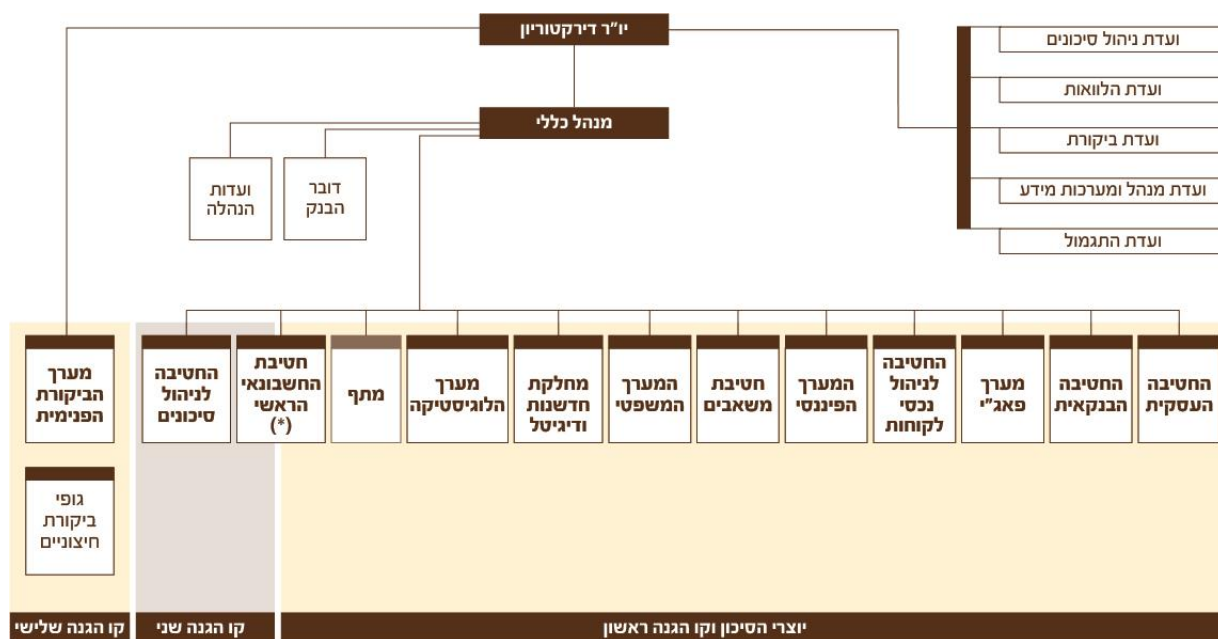 יו"ר דירקטוריון
ועדת ניהול סיכונים
ועדת הלוואות
ועדת ביקורת
ועדת מנהל ומערכות מידע
ועדת התגמול
מנהל כללי
דובר
הבנק
ועדות
הנהלה
החטיבה
העסקית
החטיבה
הבנקאית
מערך
פאג"י
החטיבה
לניהול
נכסי
לקוחות
המערך
הפיננסי
חטיבת
משאבים
המערך
המשפטי
מחלקת
חדשנות
ודיגיטל
מערך
הלוגיסטיקה
מתף
חטיבת
החשבונאי
הראשי
(*)
החטיבה
לניהול
סיכונים
מערך
הביקורת
הפנימית
גופי
ביקורת
חיצוניים
יוצרי הסיכון וקו הגנה ראשון
קו הגנה שני
קו הגנה שלישי